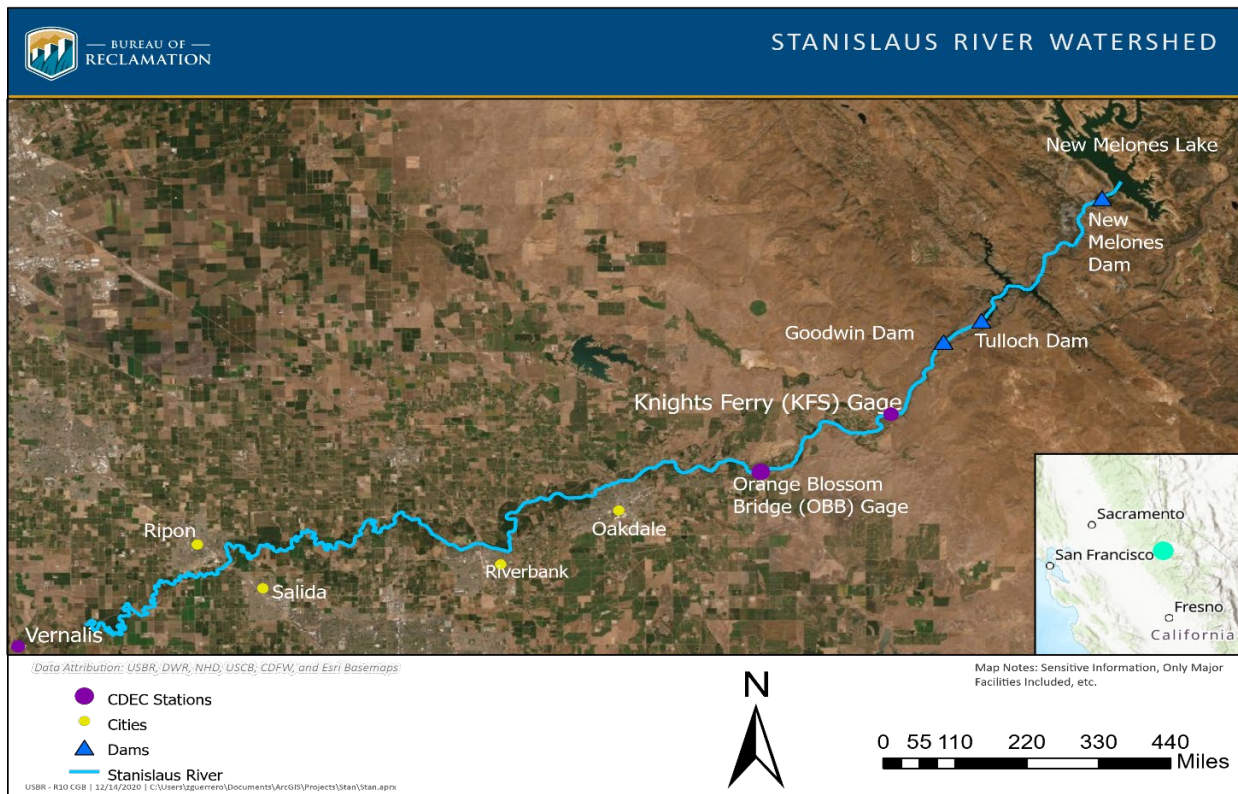 BUREAU OF
RECLAMATION
STANISLAUS RIVER WATERSHED
New Melones Lake
New
Melones
Dam
Goodwin Dam
Tulloch Dam
Knights Ferry (KFS) Gage
Orange Blossom
Bridge (OBB) Gage
Oakdale
Ripon
Riverbank
Salida
Vernalis
Sacramento
San Francisco
Fresno
California
Data Attribution: USBR, DWR, NHD, USCB, CDFW, and Esri Basemaps
Map Notes: Sensitive Information, Only Major
Facilities Included, etc.
CDEC Stations
Cities
Dams
Stanislaus River
N
0 55 110 220 330 440
Miles
USBR - R10 CGB | 12/14/2020 | C:\Users\zguerrero\Documents\ArcGIS\Projects\Stan\Stan.aprx